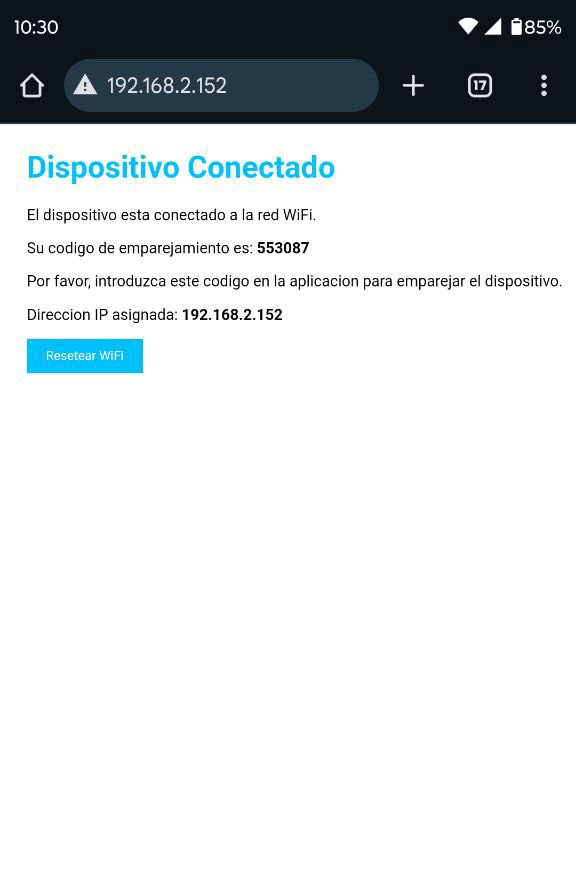 10:30
85%
192.168.2.152
17
Dispositivo Conectado
El dispositivo esta conectado a la red WiFi.
Su codigo de emparejamiento es: 553087
Por favor, introduzca este codigo en la aplicacion para emparejar el dispositivo.
Direccion IP asignada: 192.168.2.152
Resetear WiFi